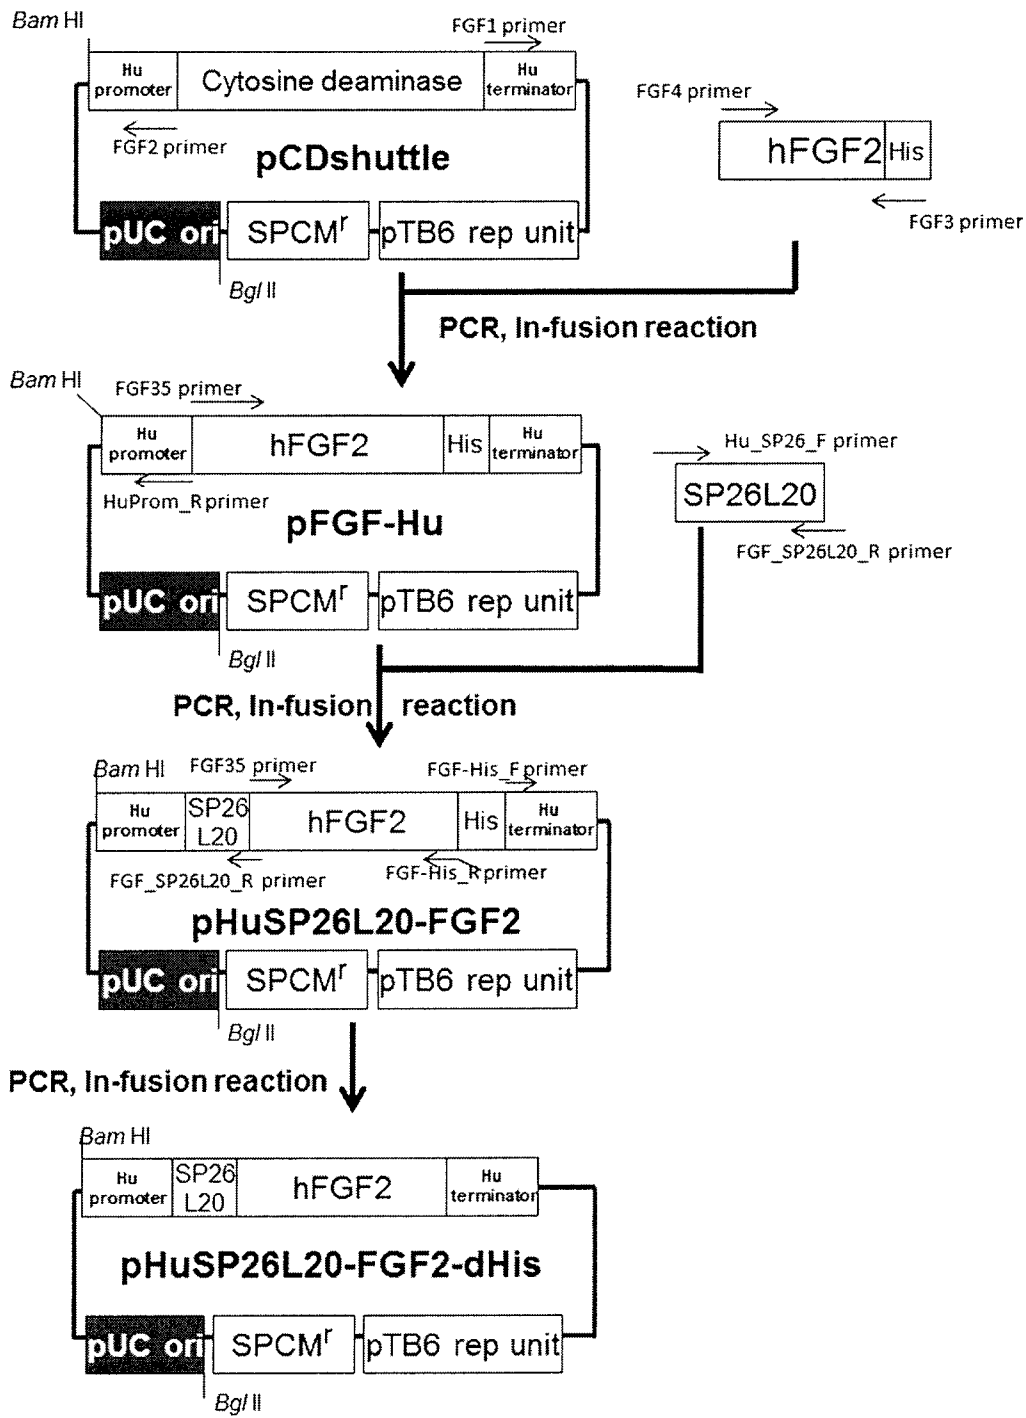 Bam HI
FGF1 primer
Hu
promoter
Cytosine deaminase
Hu
terminator
FGF2 primer
pCDshuttle
FGF4 primer
hFGF2
His
FGF3 primer
pUC ori
SPCMr
pTB6 rep unit
Bgl II
PCR, In-fusion reaction
Bam HI
FGF35 primer
Hu
promoter
hFGF2
His
Hu
terminator
HuProm_R primer
pFGF-Hu
Hu_SP26_F primer
SP26L20
FGF_SP26L20_R primer
pUC ori
SPCMr
pTB6 rep unit
Bgl II
PCR, In-fusion reaction
Bam HI
FGF35 primer
FGF-His_F primer
Hu
promoter
SP26
L20
hFGF2
His
Hu
terminator
FGF_SP26L20_R primer
FGF-His_R primer
pHuSP26L20-FGF2
pUC ori
SPCMr
pTB6 rep unit
Bgl II
PCR, In-fusion reaction
Bam HI
Hu
promoter
SP26
L20
hFGF2
Hu
terminator
pHuSP26L20-FGF2-dHis
pUC ori
SPCMr
pTB6 rep unit
Bgl II